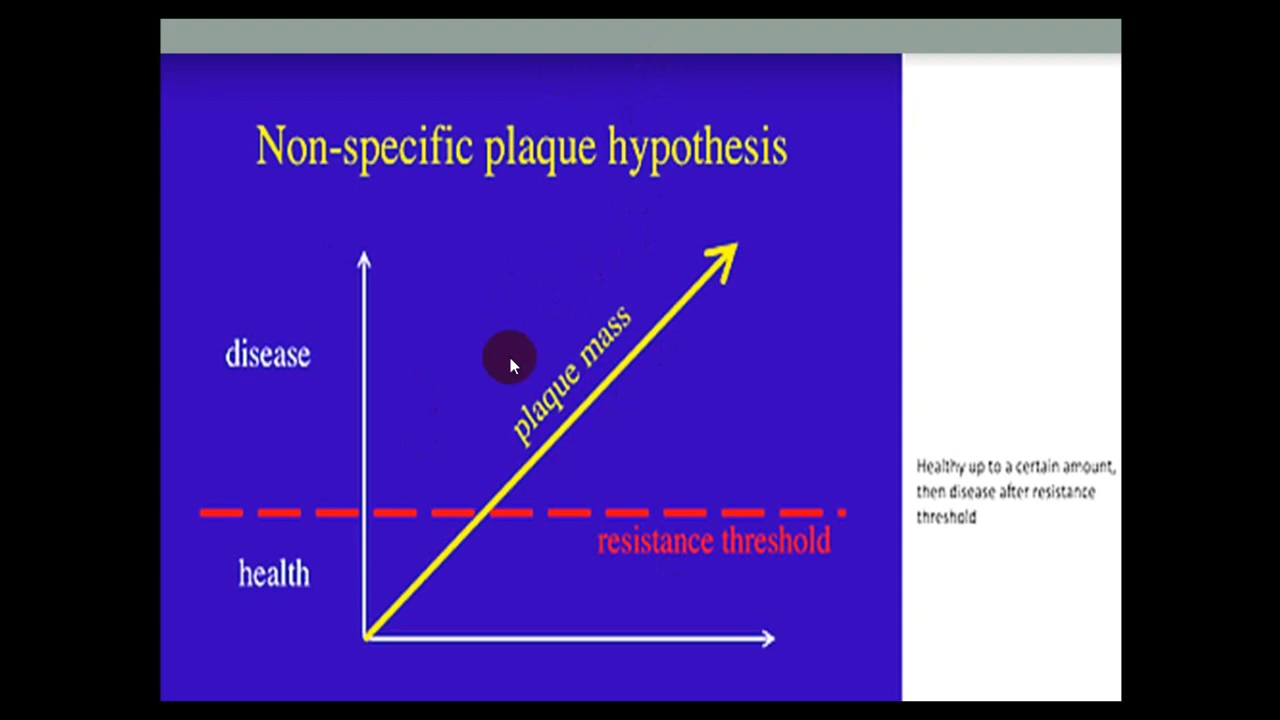 Non-specific plaque hypothesis
disease
plaque mass
resistance threshold
health
Healthy up to a certain amount,
then disease after resistance
threshold